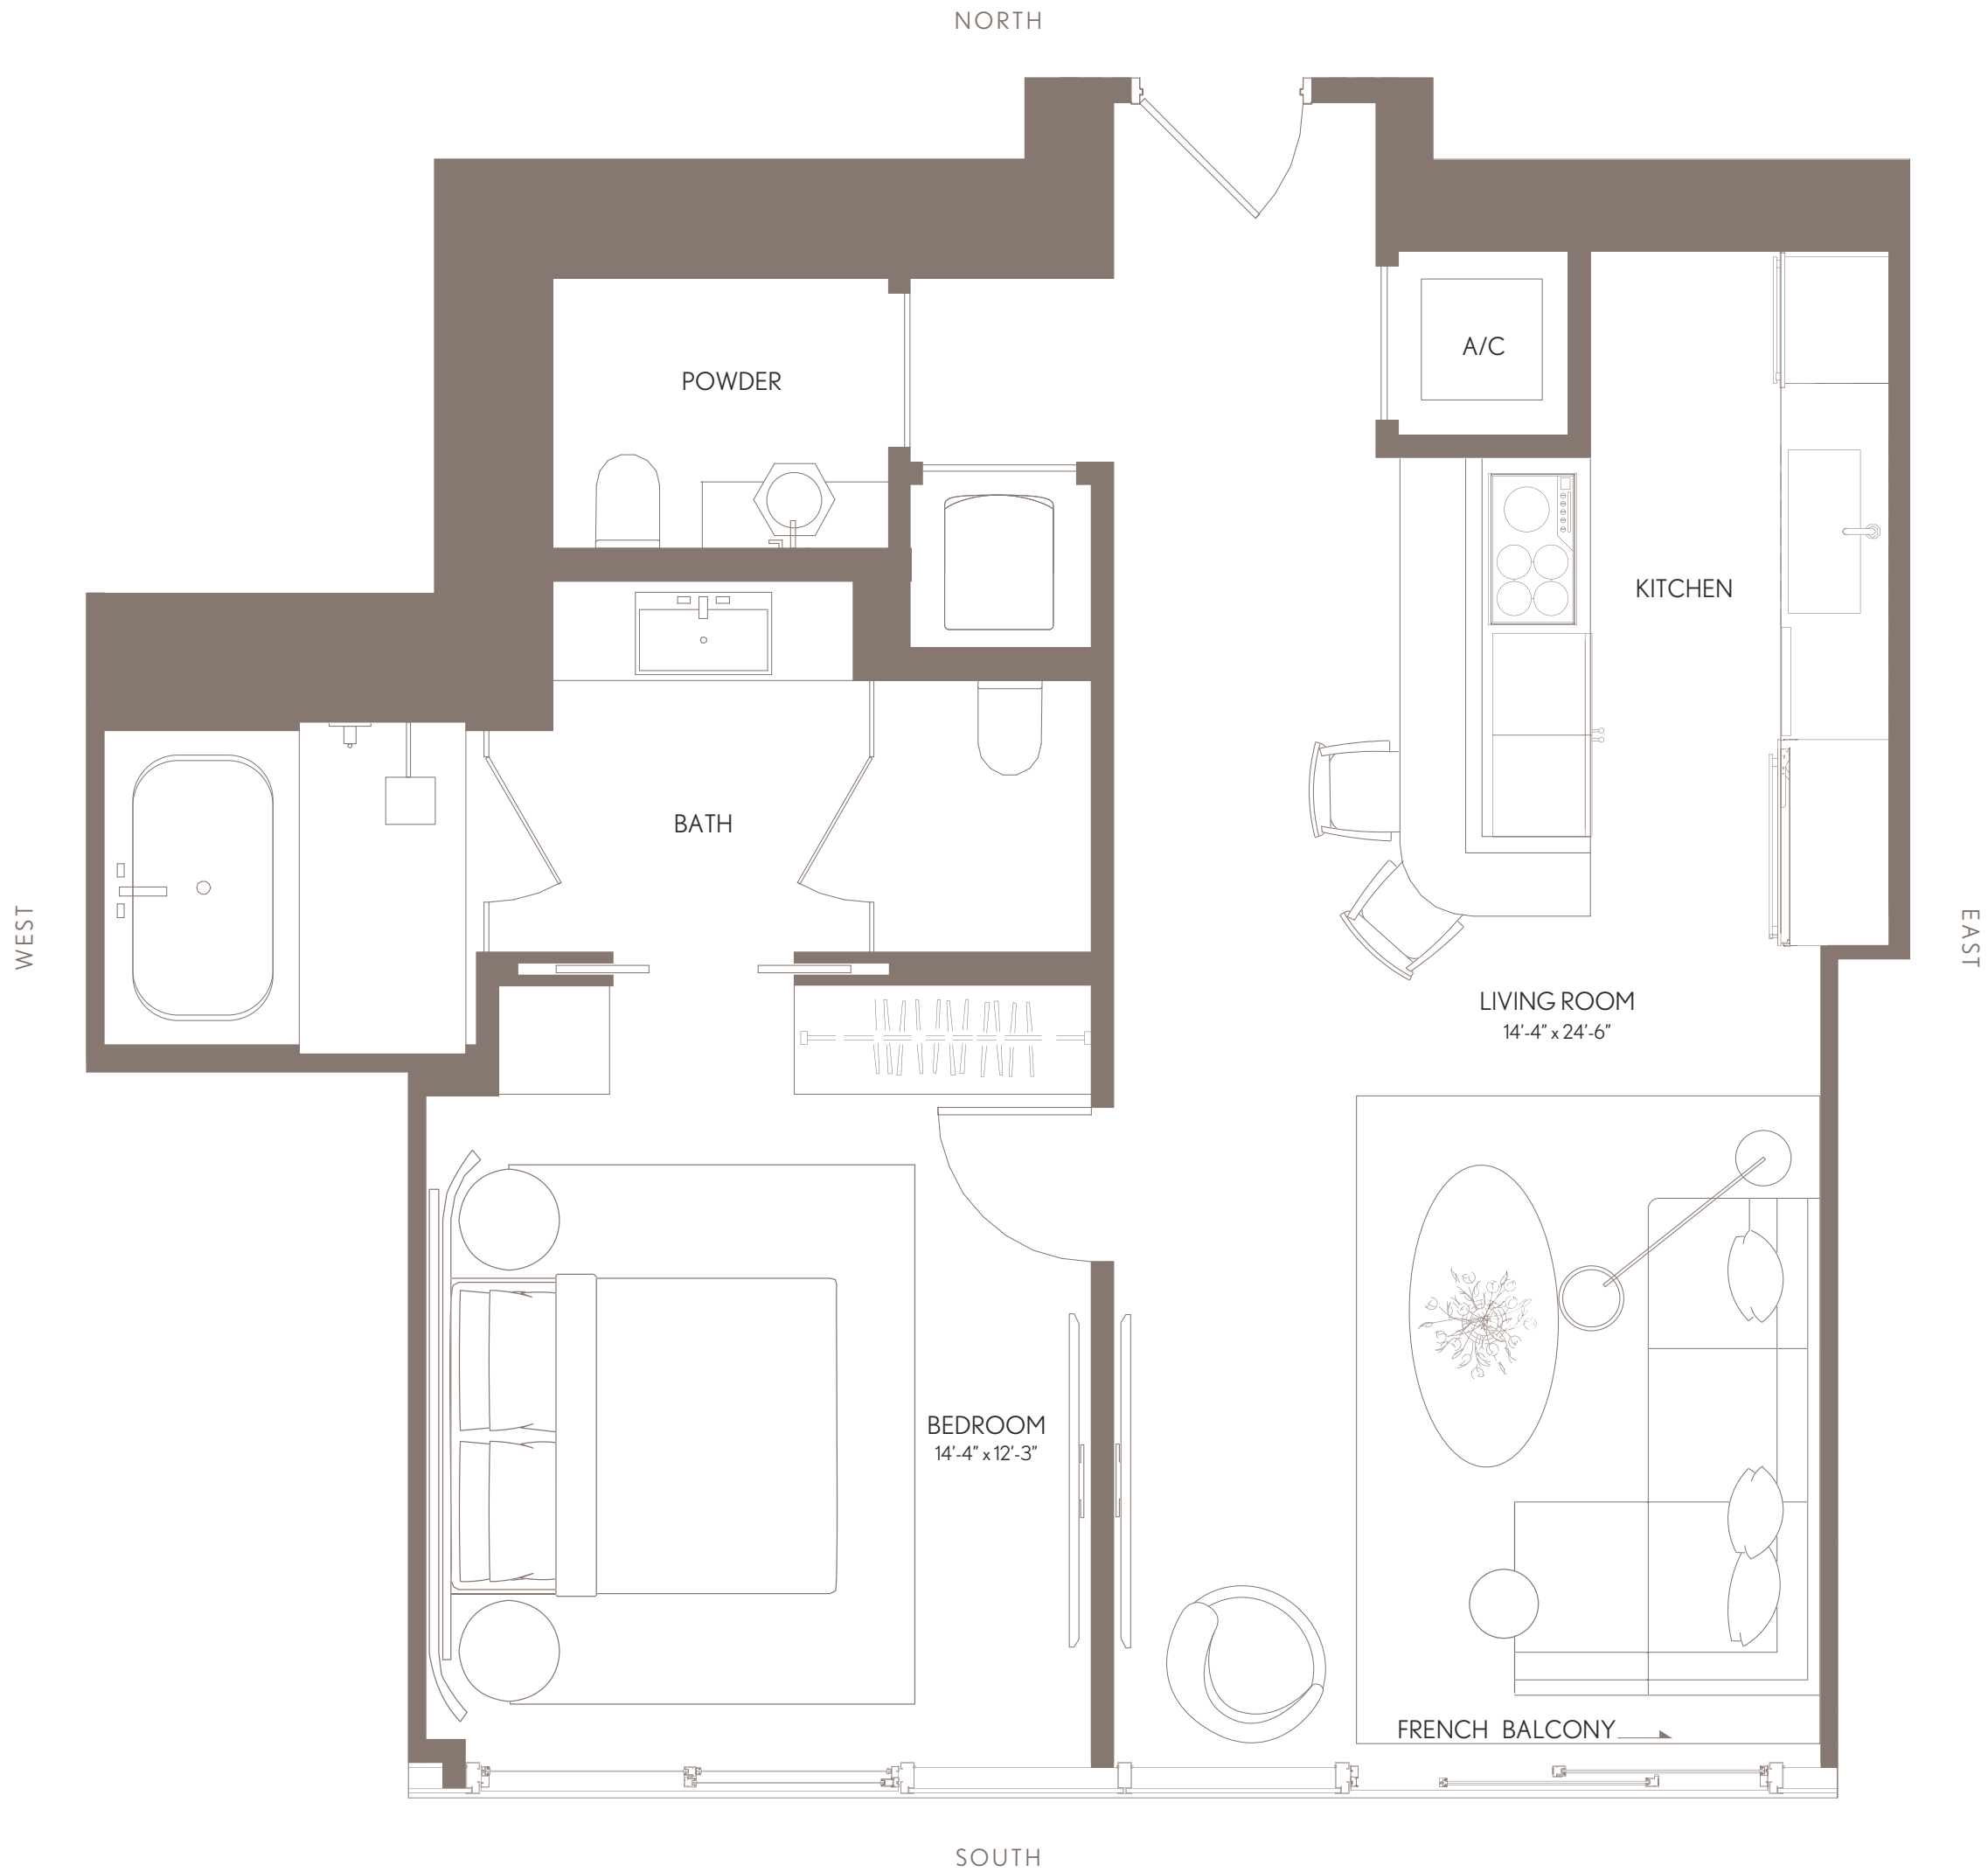 NORTH
A/C
POWDER
KITCHEN
BATH
WEST
EAST
LIVING ROOM
14'-4" x 24'-6"
BEDROOM
14'-4" x 12'-3"
FRENCH BALCONY
SOUTH